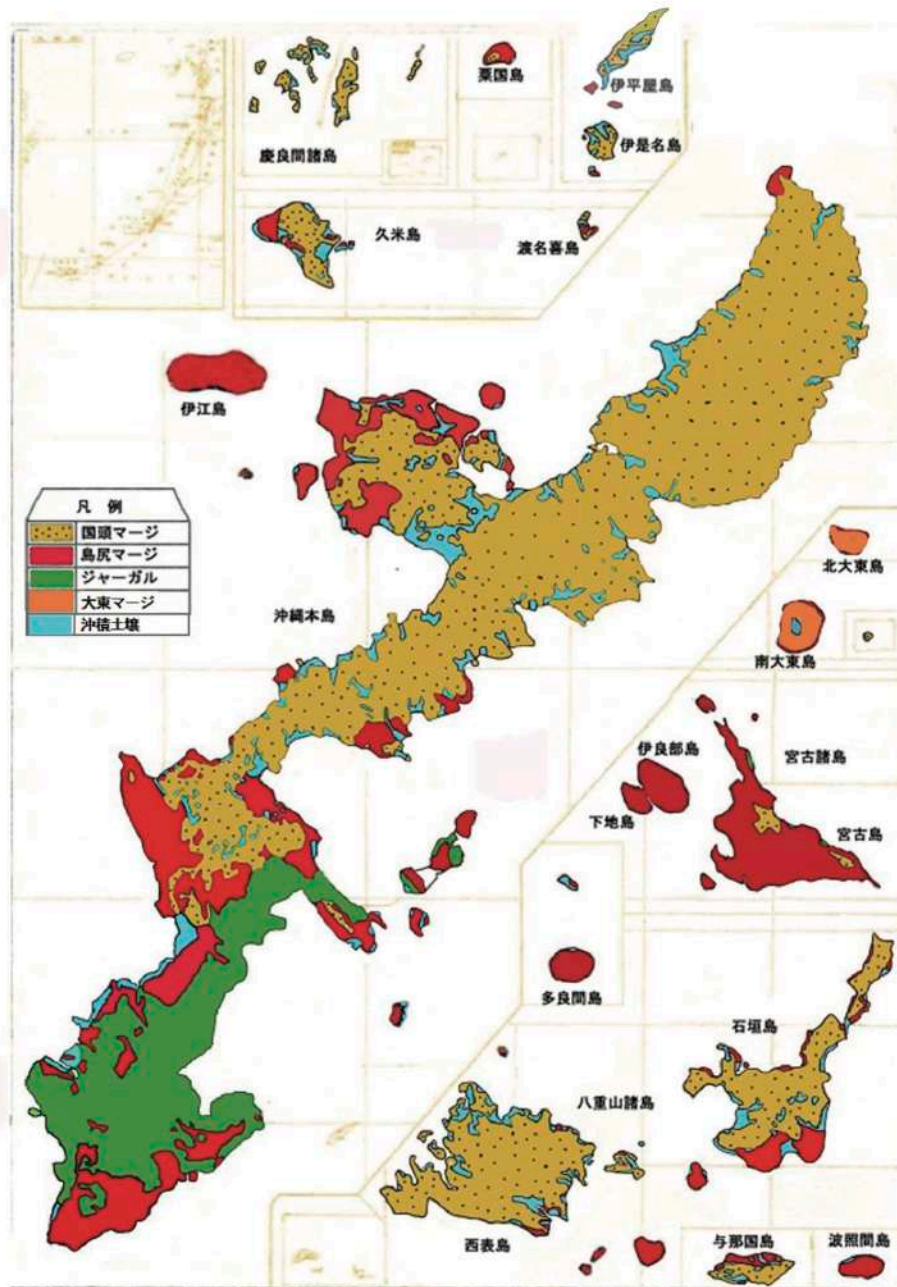 粟国島
伊平屋島
慶良間諸島
伊是名島
久米島
渡名喜島
伊江島
凡例
国頭マージ
島尻マージ
ジャーガル
大東マージ
沖積土壌
沖縄本島
北大東島
南大東島
伊良部島
宮古諸島
下地島
宮古島
多良間島
石垣島
八重山諸島
西表島
与那国島
波照間島